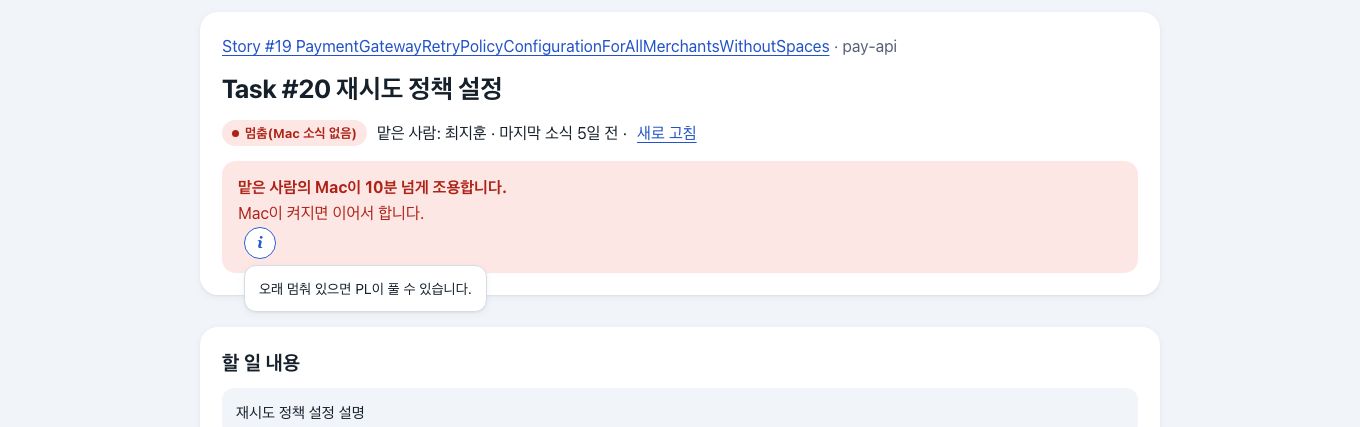 Story #19 PaymentGatewayRetryPolicyConfigurationForAllMerchantsWithoutSpaces · pay-api
Task #20 재시도 정책 설정
멈춤(Mac 소식 없음) 맡은 사람: 최지훈 · 마지막 소식 5일 전 · 새로 고침
맡은 사람의 Mac이 10분 넘게 조용합니다.
Mac이 켜지면 이어서 합니다.
i
오래 멈춰 있으면 PL이 풀 수 있습니다.
할 일 내용
재시도 정책 설정 설명